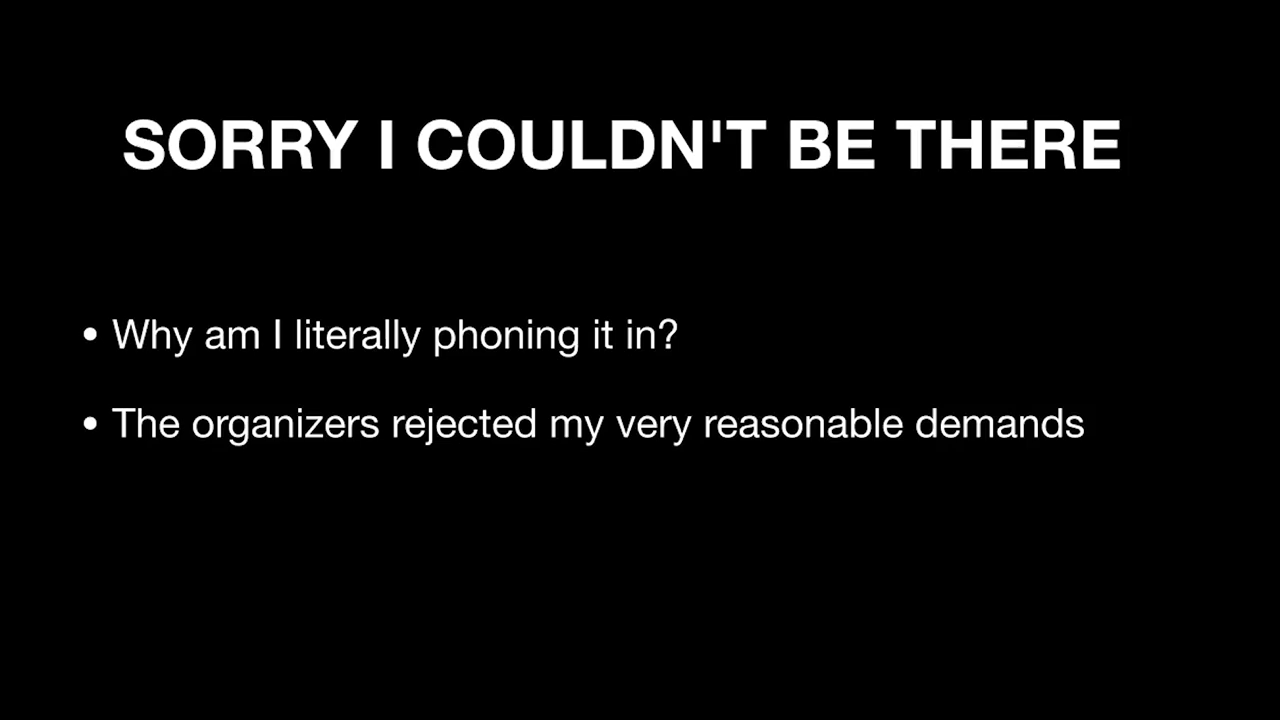 SORRY I COULDN'T BE THERE
• Why am I literally phoning it in?
• The organizers rejected my very reasonable demands